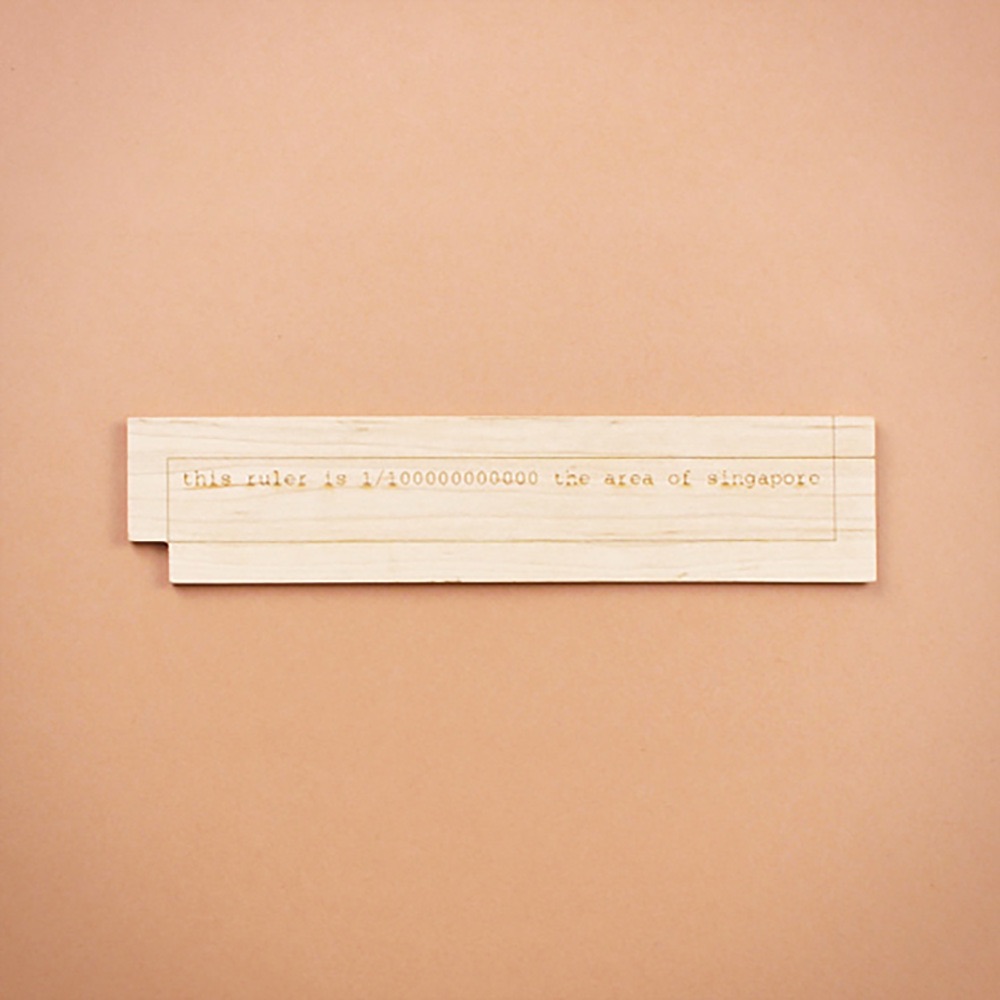 this ruler is 1/100000000000 the area of singapore